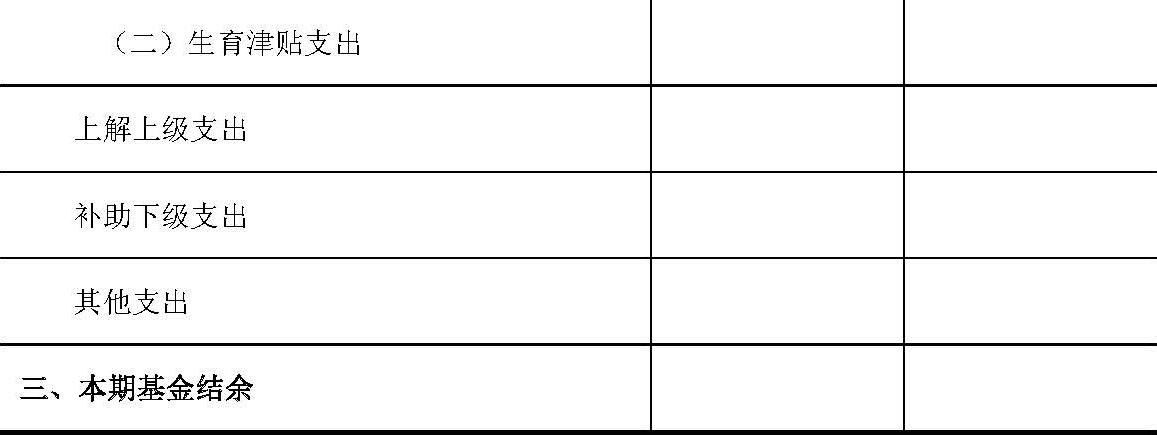 （二）生育津贴支出
上解上级支出
补助下级支出
其他支出
三、本期基金结余